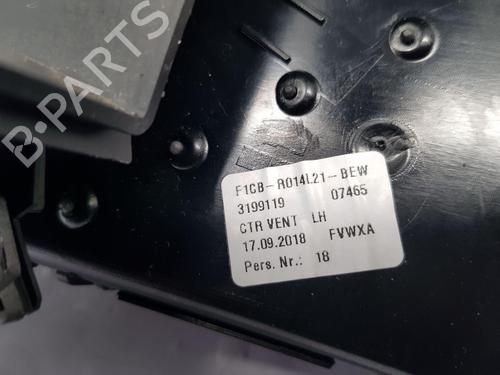 B-PARTS
F1CB-R014L21-BEW
3199119 07465
CTR VENT LH
17.09.2018 FVWXA
Pers. Nr.: 18